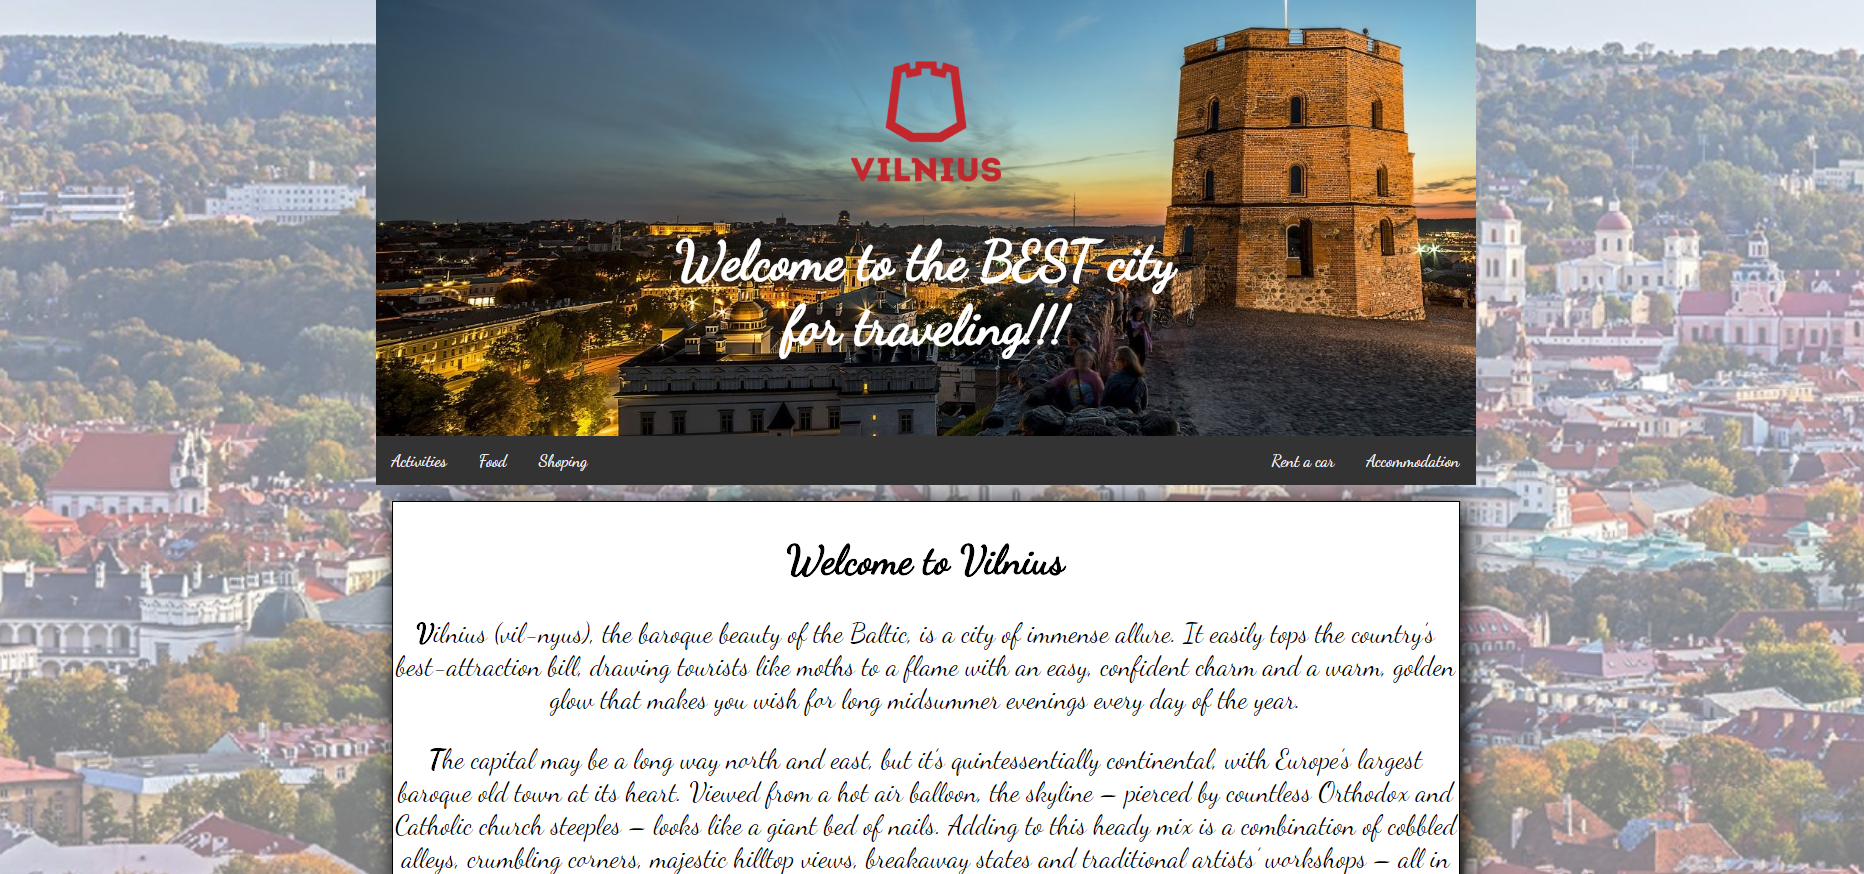 VILNIUS
Welcome to the BEST city
for traveling!!!
Activities Food Shoping Rent a car Accommodation
Welcome to Vilnius
Vilnius (vil-nyus), the baroque beauty of the Baltic, is a city of immense allure. It easily tops the country's
best-attraction bill, drawing tourists like moths to a flame with an easy, confident charm and a warm, golden
glow that makes you wish for long midsummer evenings every day of the year.
The capital may be a long way north and east, but it's quintessentially continental, with Europe's largest
baroque old town at its heart. Viewed from a hot air balloon, the skyline – pierced by countless Orthodox and
Catholic church steeples – looks like a giant bed of nails. Adding to this heady mix is a combination of cobbled
alleys, crumbling corners, majestic hilltop views, breakaway states and traditional artists' workshops – all in